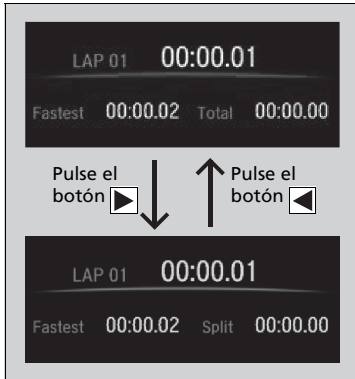 LAP 01 00:00.01
Fastest 00:00.02 Total 00:00.00
Pulse el
botón
Pulse el
botón
LAP 01 00:00.01
Fastest 00:00.02 Split 00:00.00